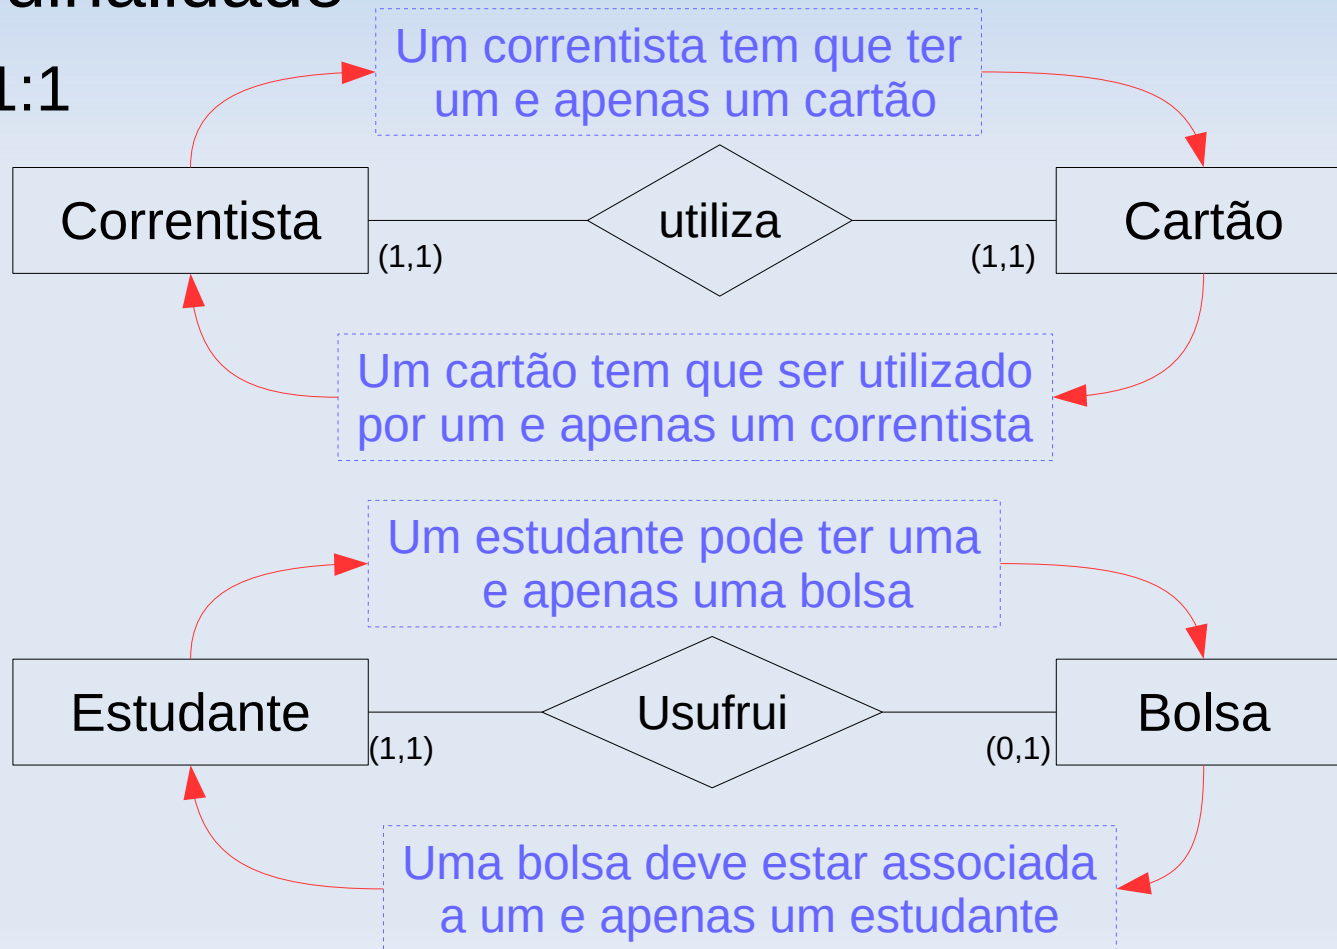 1:1
Um correntista tem que ter
um e apenas um cartão
Correntista
utiliza
Cartão
(1,1)
(1,1)
Um cartão tem que ser utilizado
por um e apenas um correntista
Um estudante pode ter uma
e apenas uma bolsa
Estudante
Usufrui
Bolsa
(1,1)
(0,1)
Uma bolsa deve estar associada
a um e apenas um estudante